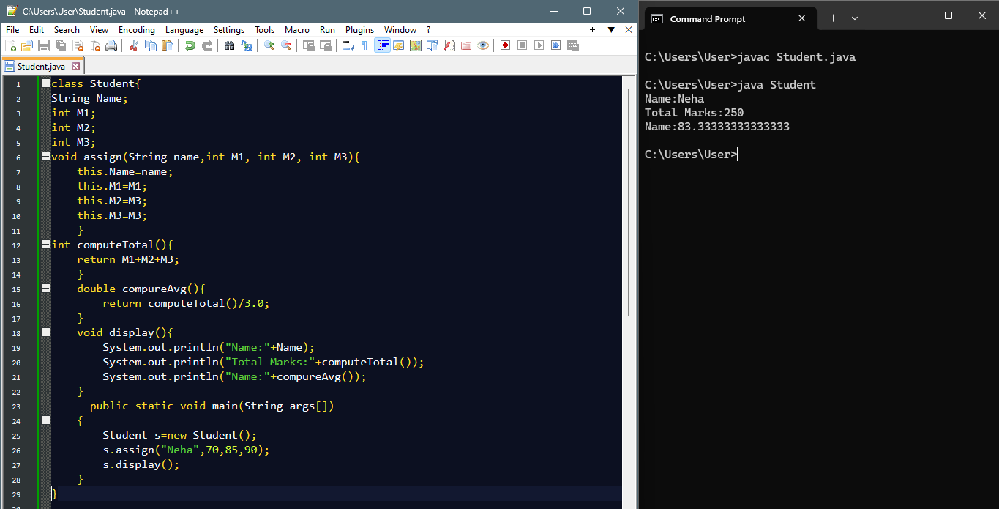 C:\Users\User\Student.java - Notepad++
File Edit Search View Encoding Language Settings Tools Macro Run Plugins Window ?
Student.java
1 class Student{
2 String Name;
3 int M1;
4 int M2;
5 int M3;
6 void assign(String name,int M1, int M2, int M3){
7 this.Name=name;
8 this.M1=M1;
9 this.M2=M3;
10 this.M3=M3;
11 }
12 int computeTotal(){
13 return M1+M2+M3;
14 }
15 double compureAvg(){
16 return computeTotal()/3.0;
17 }
18 void display(){
19 System.out.println("Name:"+Name);
20 System.out.println("Total Marks:"+computeTotal());
21 System.out.println("Name:"+compureAvg());
22 }
23 public static void main(String args[])
24 {
25 Student s=new Student();
26 s.assign("Neha",70,85,90);
27 s.display();
28 }
29 }
Command Prompt
C:\Users\User>javac Student.java
C:\Users\User>java Student
Name:Neha
Total Marks:250
Name:83.33333333333333
C:\Users\User>